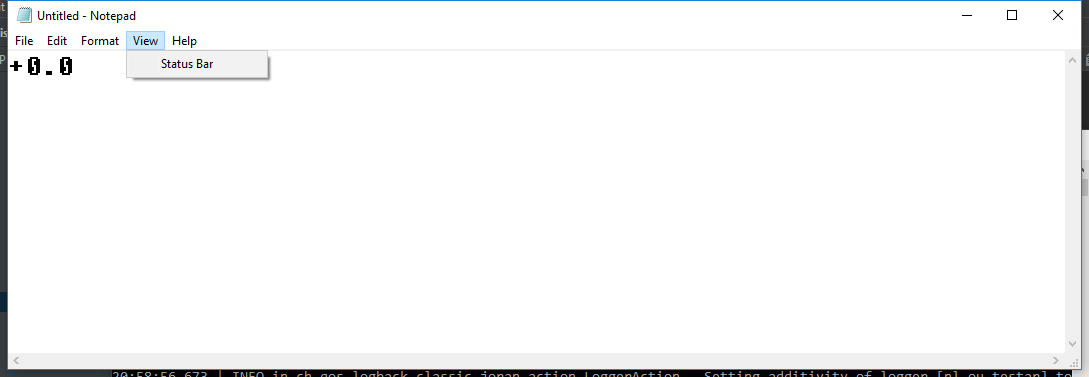 Untitled - Notepad
File Edit Format View Help
Status Bar
+0.0
20:58:56.673 | INFO in ch.qos.logback.classic.joran.action.LoggerAction - Setting additivity of logger [nl.ou.testar] to